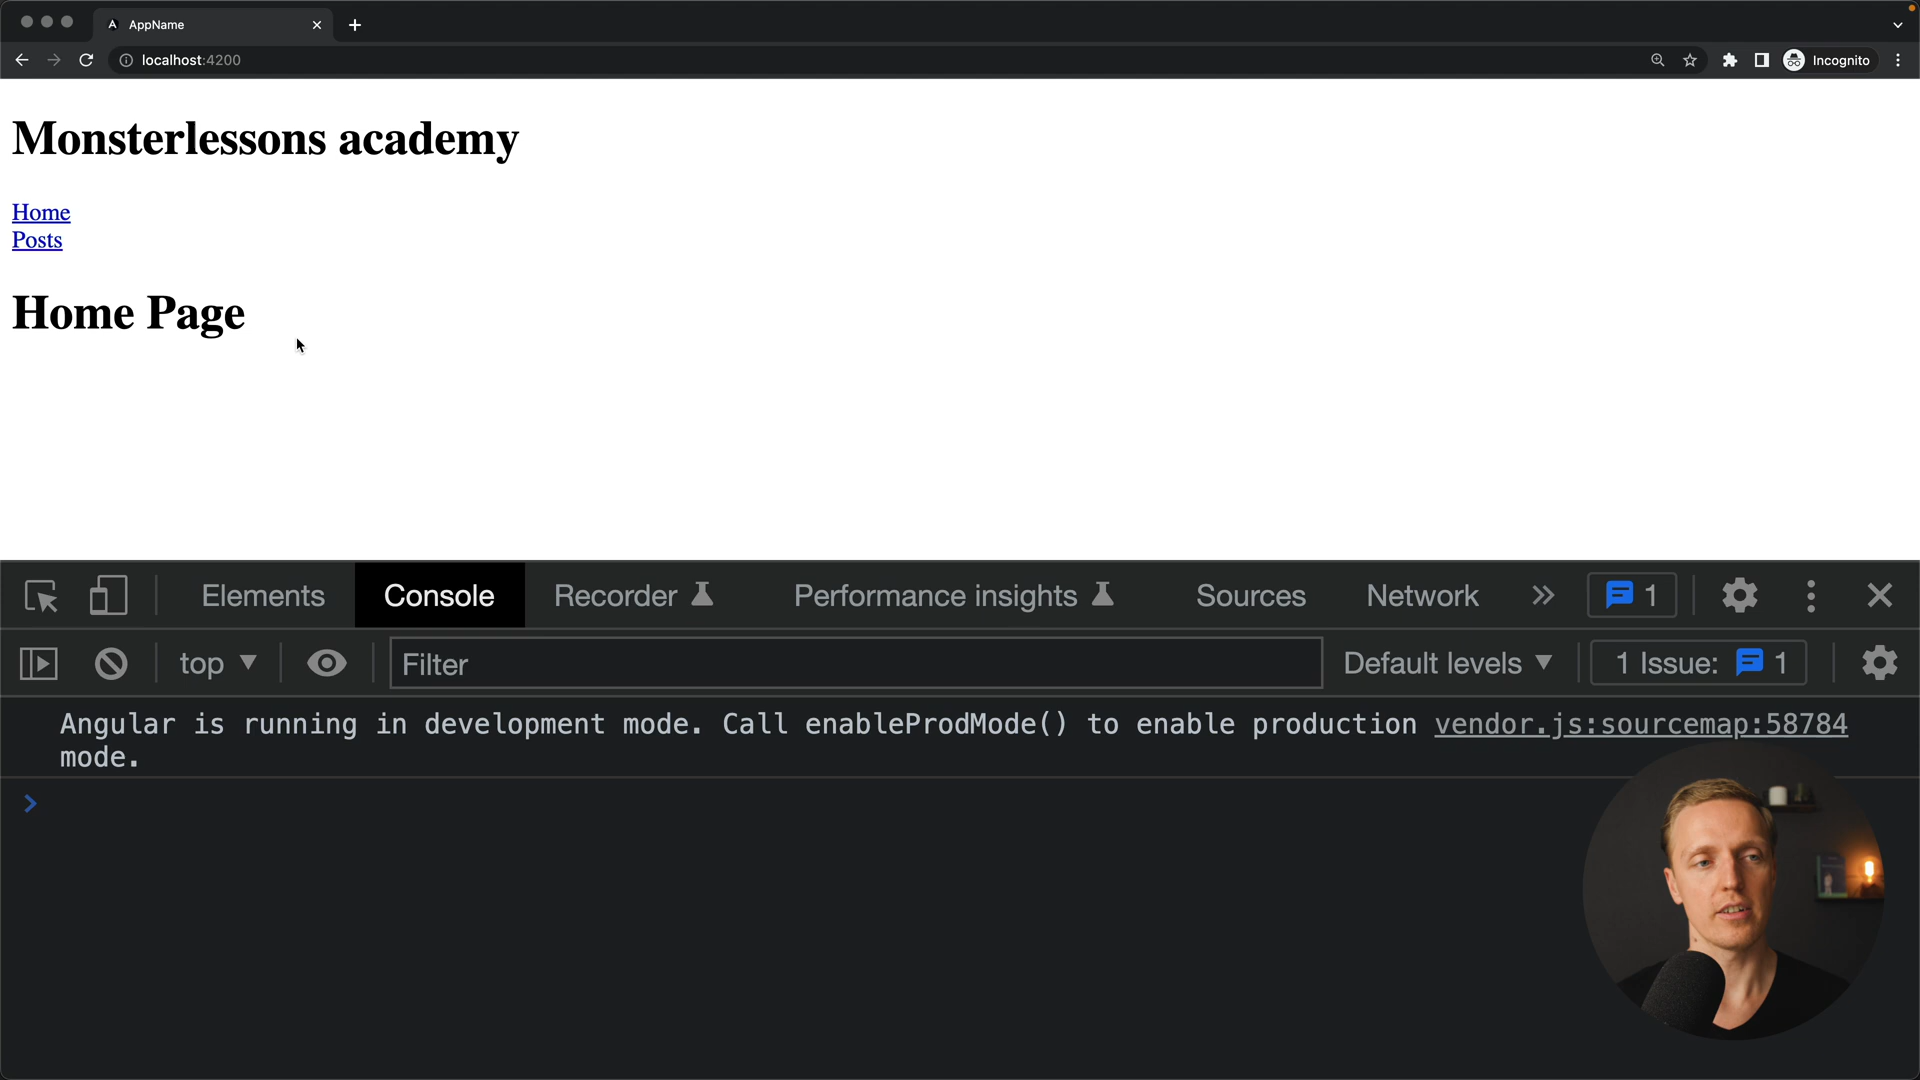 AppName
localhost:4200
Incognito
Monsterlessons academy
Home
Posts
Home Page
Elements Console Recorder Performance insights Sources Network 1
top Filter Default levels 1 Issue: 1
Angular is running in development mode. Call enableProdMode() to enable production vendor.js:sourcemap:58784
mode.